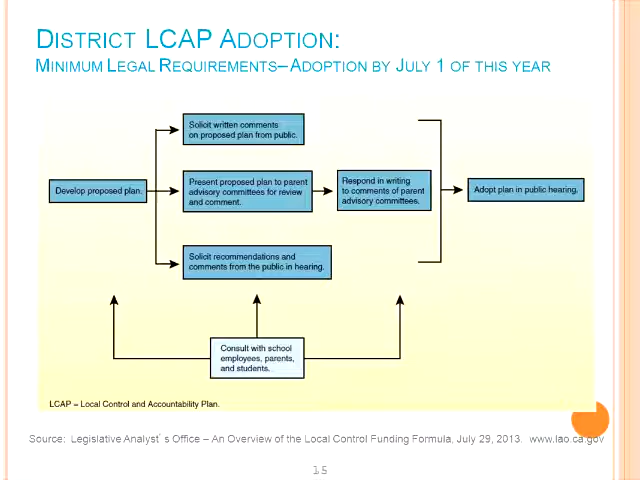 DISTRICT LCAP ADOPTION:
MINIMUM LEGAL REQUIREMENTS–ADOPTION BY JULY 1 OF THIS YEAR
Solicit written comments
on proposed plan from public.
Develop proposed plan.
Present proposed plan to parent
advisory committees for review
and comment.
Respond in writing
to comments of parent
advisory committees.
Adopt plan in public hearing.
Solicit recommendations and
comments from the public in hearing.
Consult with school
employees, parents,
and students.
LCAP = Local Control and Accountability Plan.
Source: Legislative Analyst's Office – An Overview of the Local Control Funding Formula, July 29, 2013. www.lao.ca.gov
15